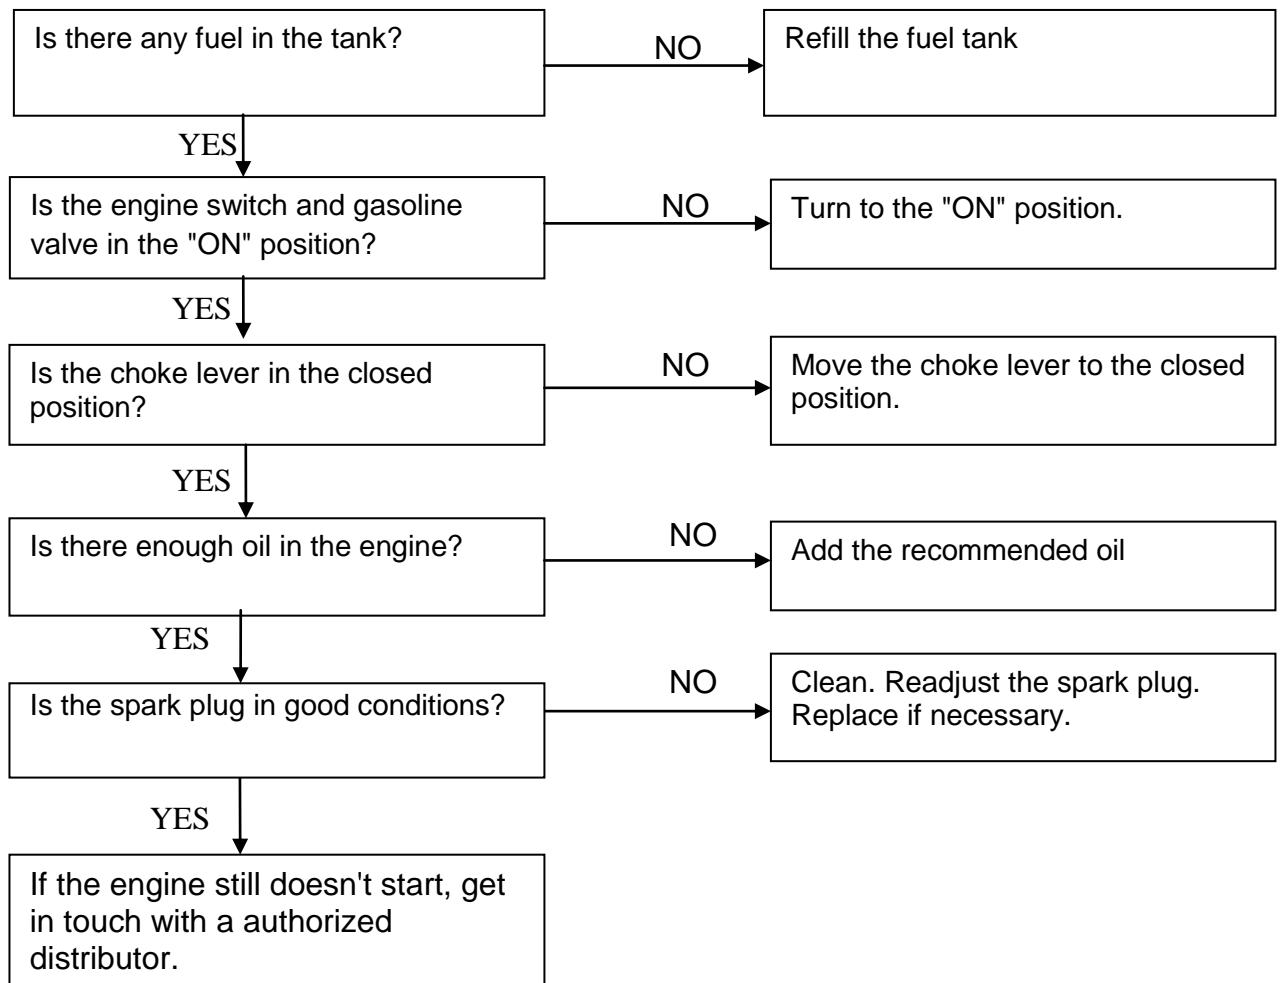 Is there any fuel in the tank?
NO
Refill the fuel tank
YES
Is the engine switch and gasoline
valve in the "ON" position?
NO
Turn to the "ON" position.
YES
Is the choke lever in the closed
position?
NO
Move the choke lever to the closed
position.
YES
Is there enough oil in the engine?
NO
Add the recommended oil
YES
Is the spark plug in good conditions?
NO
Clean. Readjust the spark plug.
Replace if necessary.
YES
If the engine still doesn't start, get
in touch with a authorized
distributor.